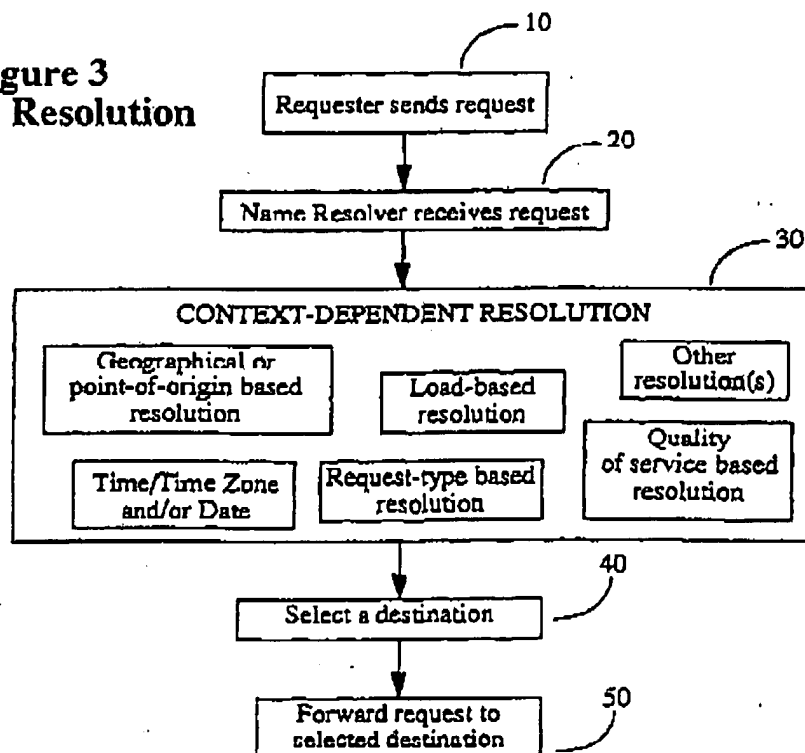 gure 3
Resolution
10
Requester sends request
20
Name Resolver receives request
30
CONTEXT-DEPENDENT RESOLUTION
Geographical or
point-of-origin based
resolution
Load-based
resolution
Other
resolution(s)
Time/Time Zone
and/or Date
Request-type based
resolution
Quality
of service based
resolution
40
Select a destination
50
Forward request to
selected destination